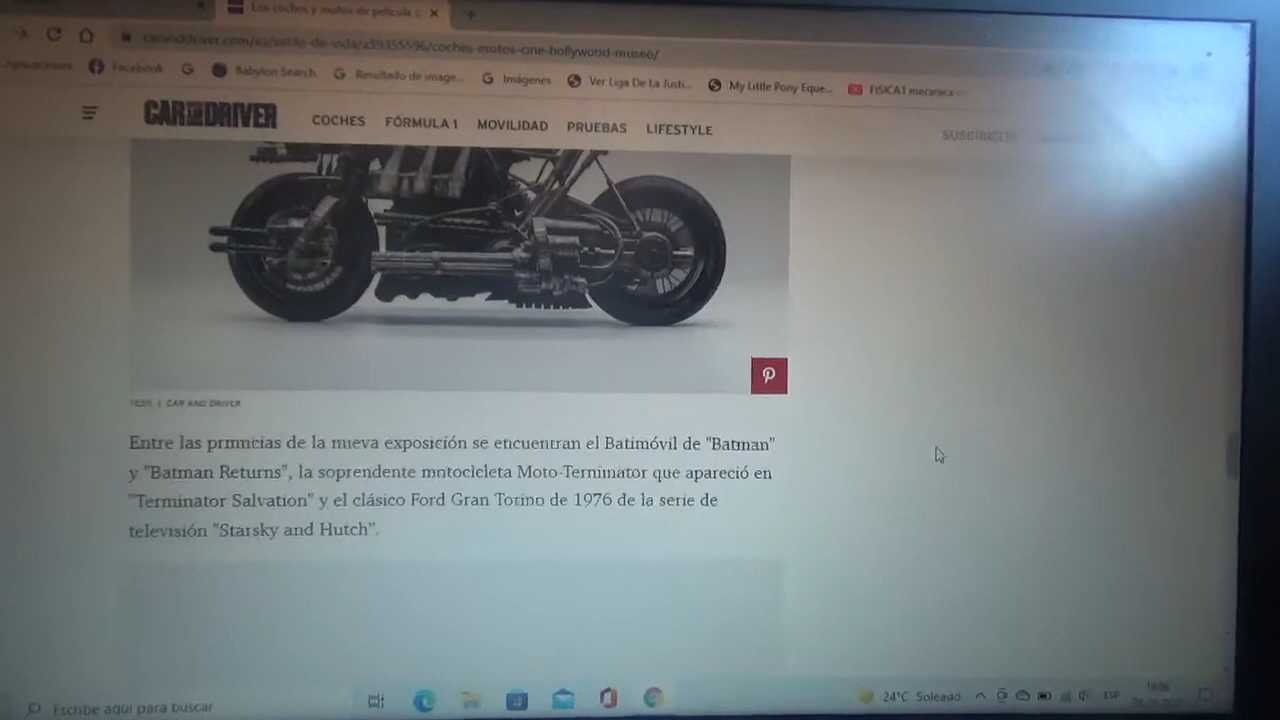 Los coches y motos de película
caranddriver.com/es/estilo-de-vida/a39355596/coches-motos-cine-hollywood-museo/
Aplicaciones Facebook Babylon Search Resultado de image... Imágenes Ver Liga De La Justi... My Little Pony Eque... FISICA1 mecanica
CAR AND DRIVER COCHES FÓRMULA 1 MOVILIDAD PRUEBAS LIFESTYLE SUSCÍBETE
CAR AND DRIVER
Entre las primicias de la nueva exposición se encuentran el Batimóvil de "Batman"
y "Batman Returns", la soprendente motocicleta Moto-Terminator que apareció en
"Terminator Salvation" y el clásico Ford Gran Torino de 1976 de la serie de
televisión "Starsky and Hutch".
Escribe aquí para buscar 24°C Soleado ESP